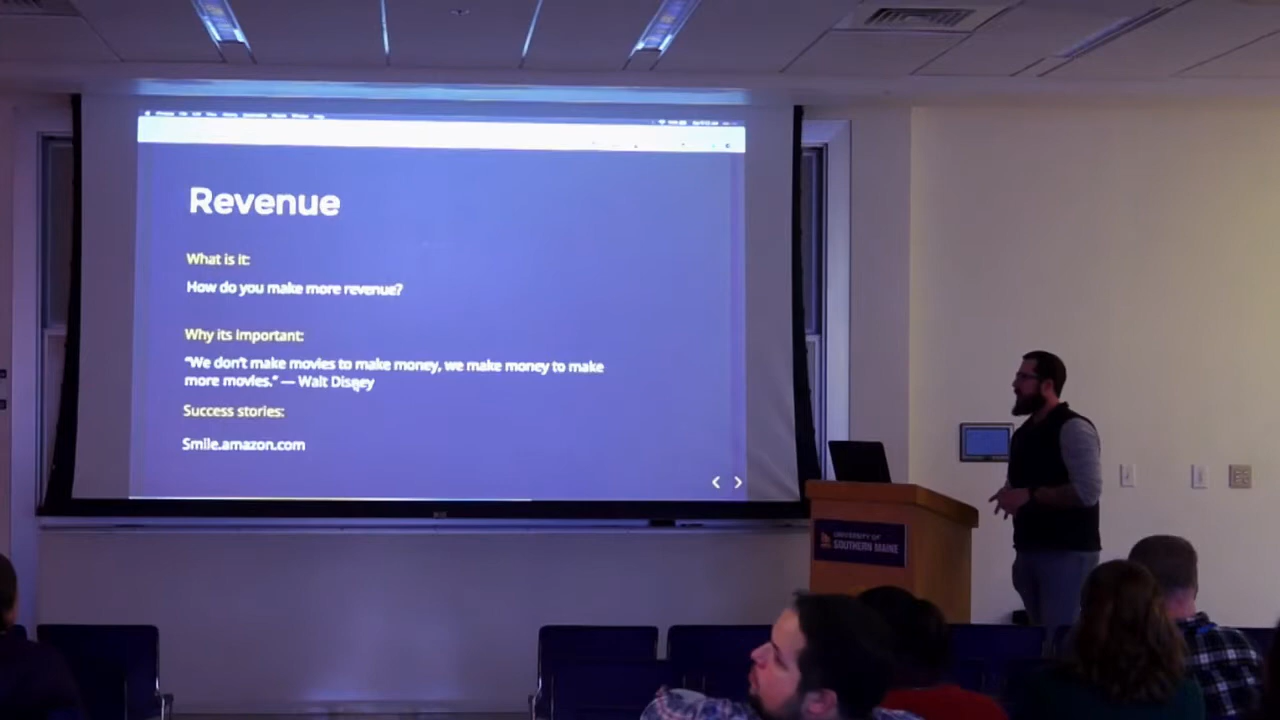 Revenue
What is it:
How do you make more revenue?
Why its important:
“We don't make movies to make money, we make money to make
more movies.” — Walt Disney
Success stories:
Smile.amazon.com
UNIVERSITY OF
SOUTHERN MAINE